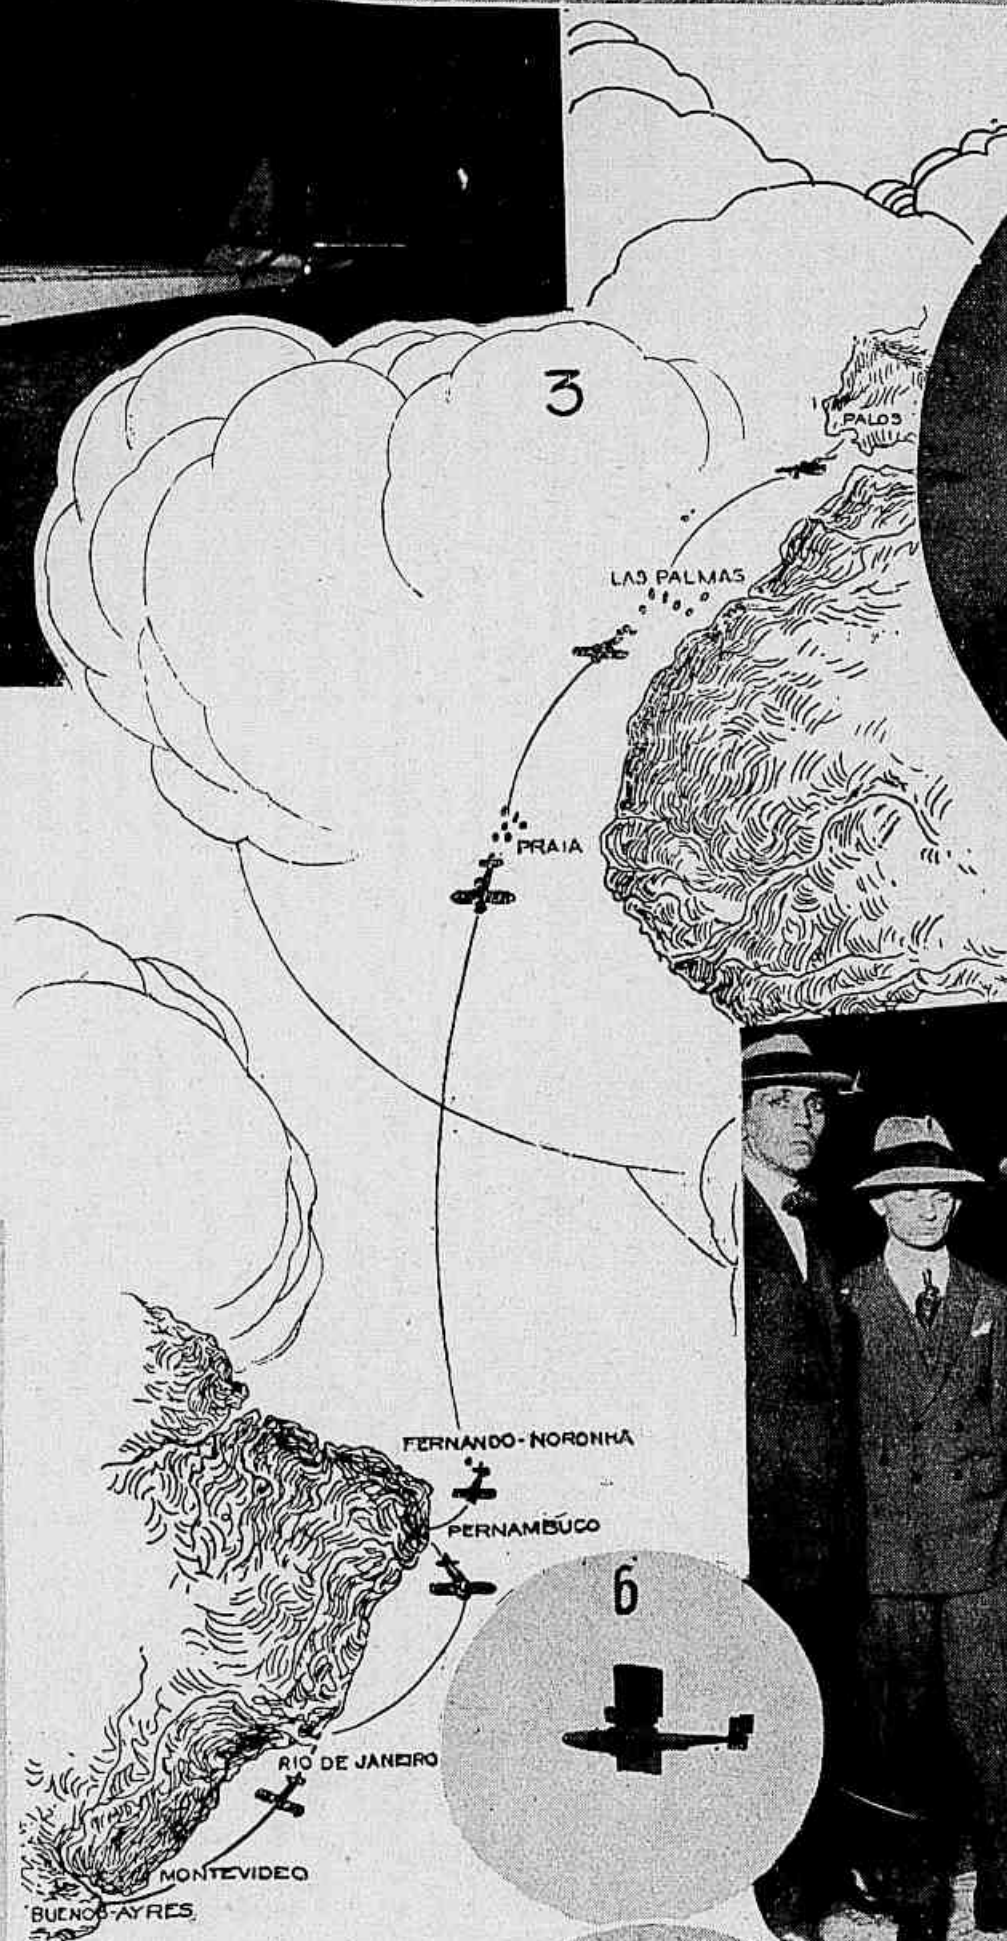 3
PALOS
LAS PALMAS
PRAIA
FERNANDO-NORONHA
PERNAMBUCO
6
RIO DE JANEIRO
MONTEVIDEO
BUENOS-AYRES